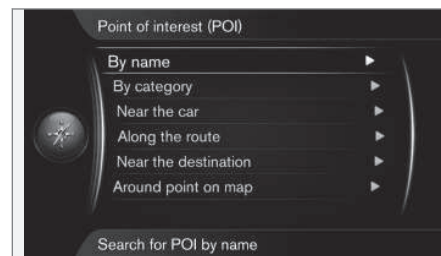 Point of interest (POI)
By name
By category
Near the car
Along the route
Near the destination
Around point on map
Search for POI by name